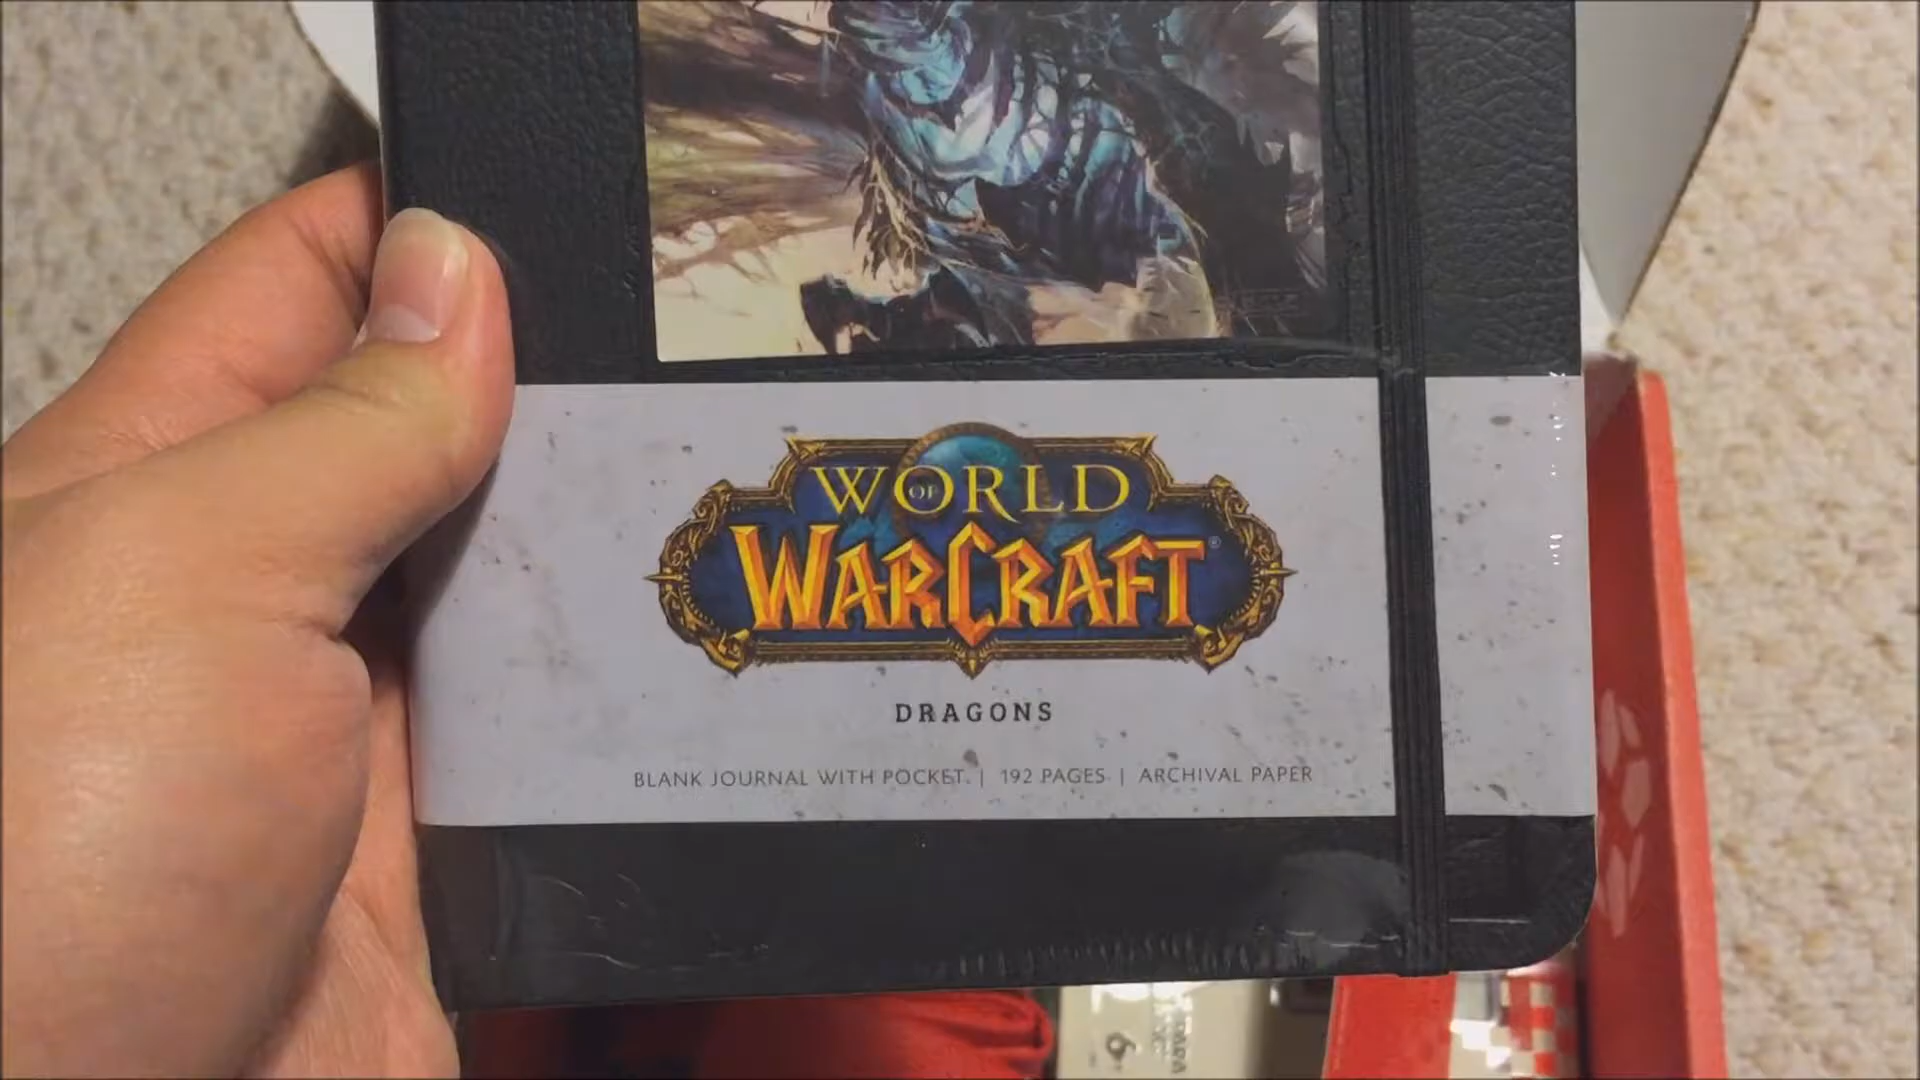 WORLD
OF
WARCRAFT®
DRAGONS
BLANK JOURNAL WITH POCKET. | 192 PAGES | ARCHIVAL PAPER